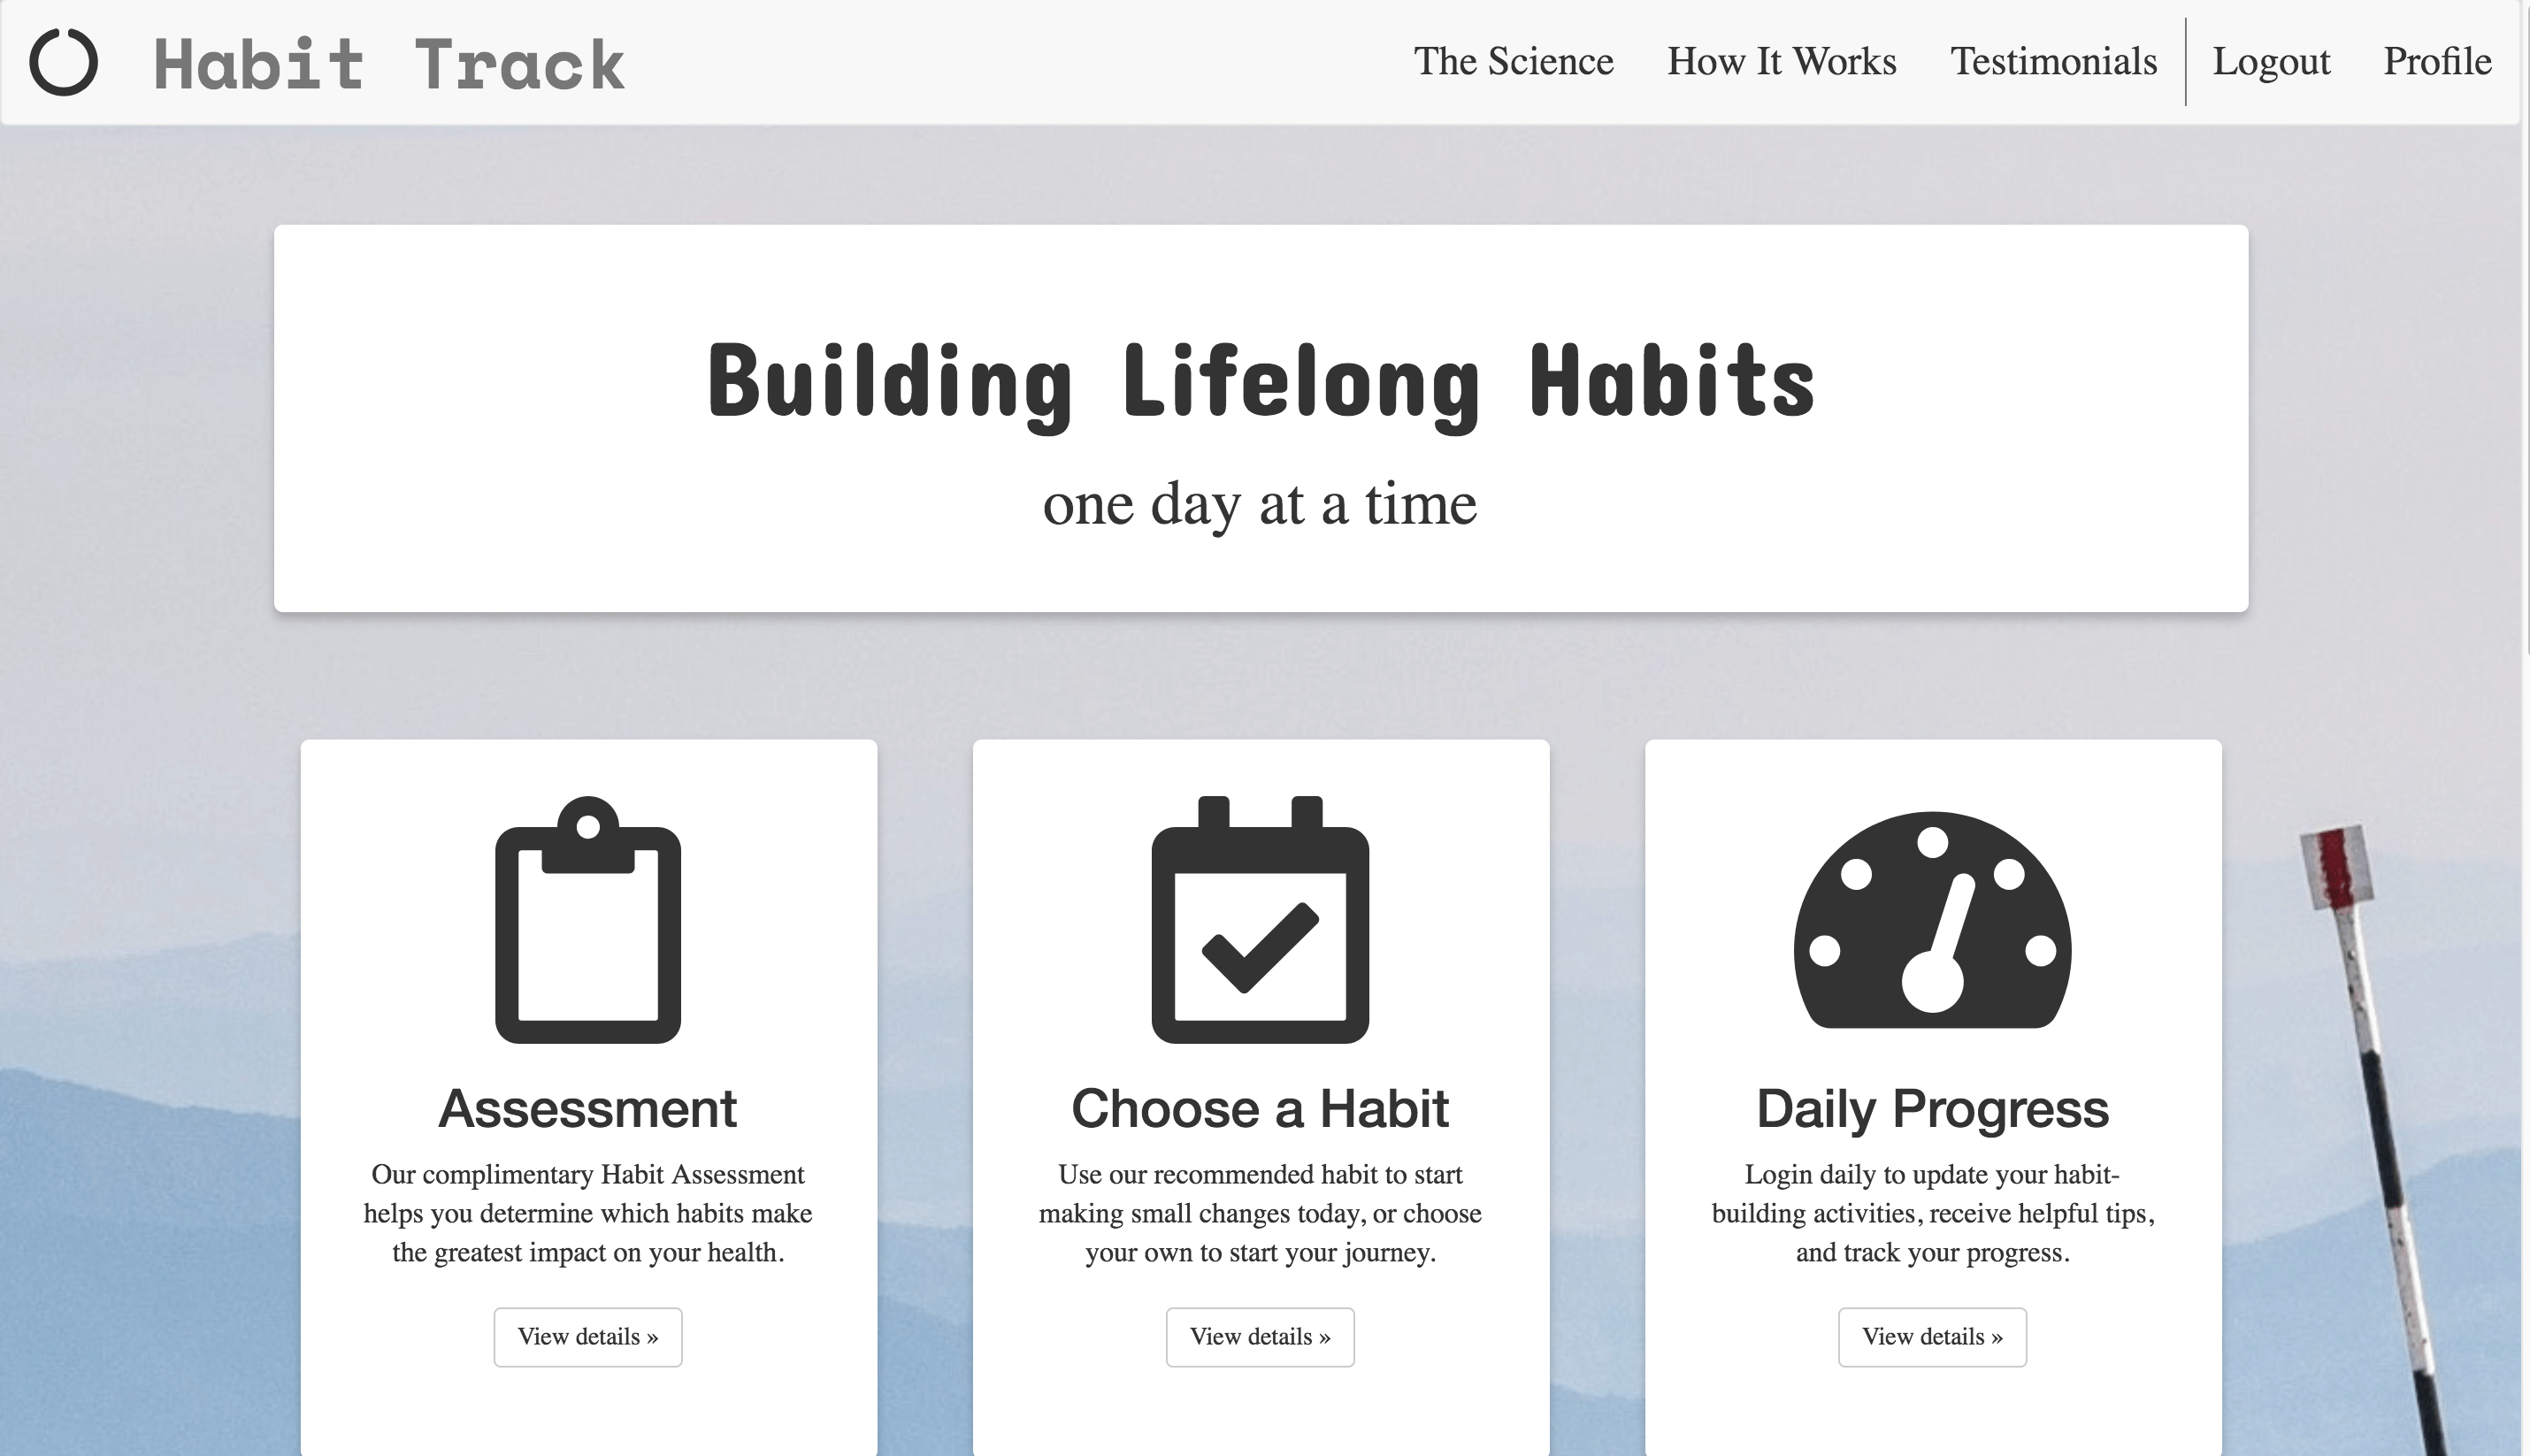 Habit Track
The Science
How It Works
Testimonials
Logout
Profile
Building Lifelong Habits
one day at a time
Assessment
Our complimentary Habit Assessment
helps you determine which habits make
the greatest impact on your health.
View details »
Choose a Habit
Use our recommended habit to start
making small changes today, or choose
your own to start your journey.
View details »
Daily Progress
Login daily to update your habit-
building activities, receive helpful tips,
and track your progress.
View details »